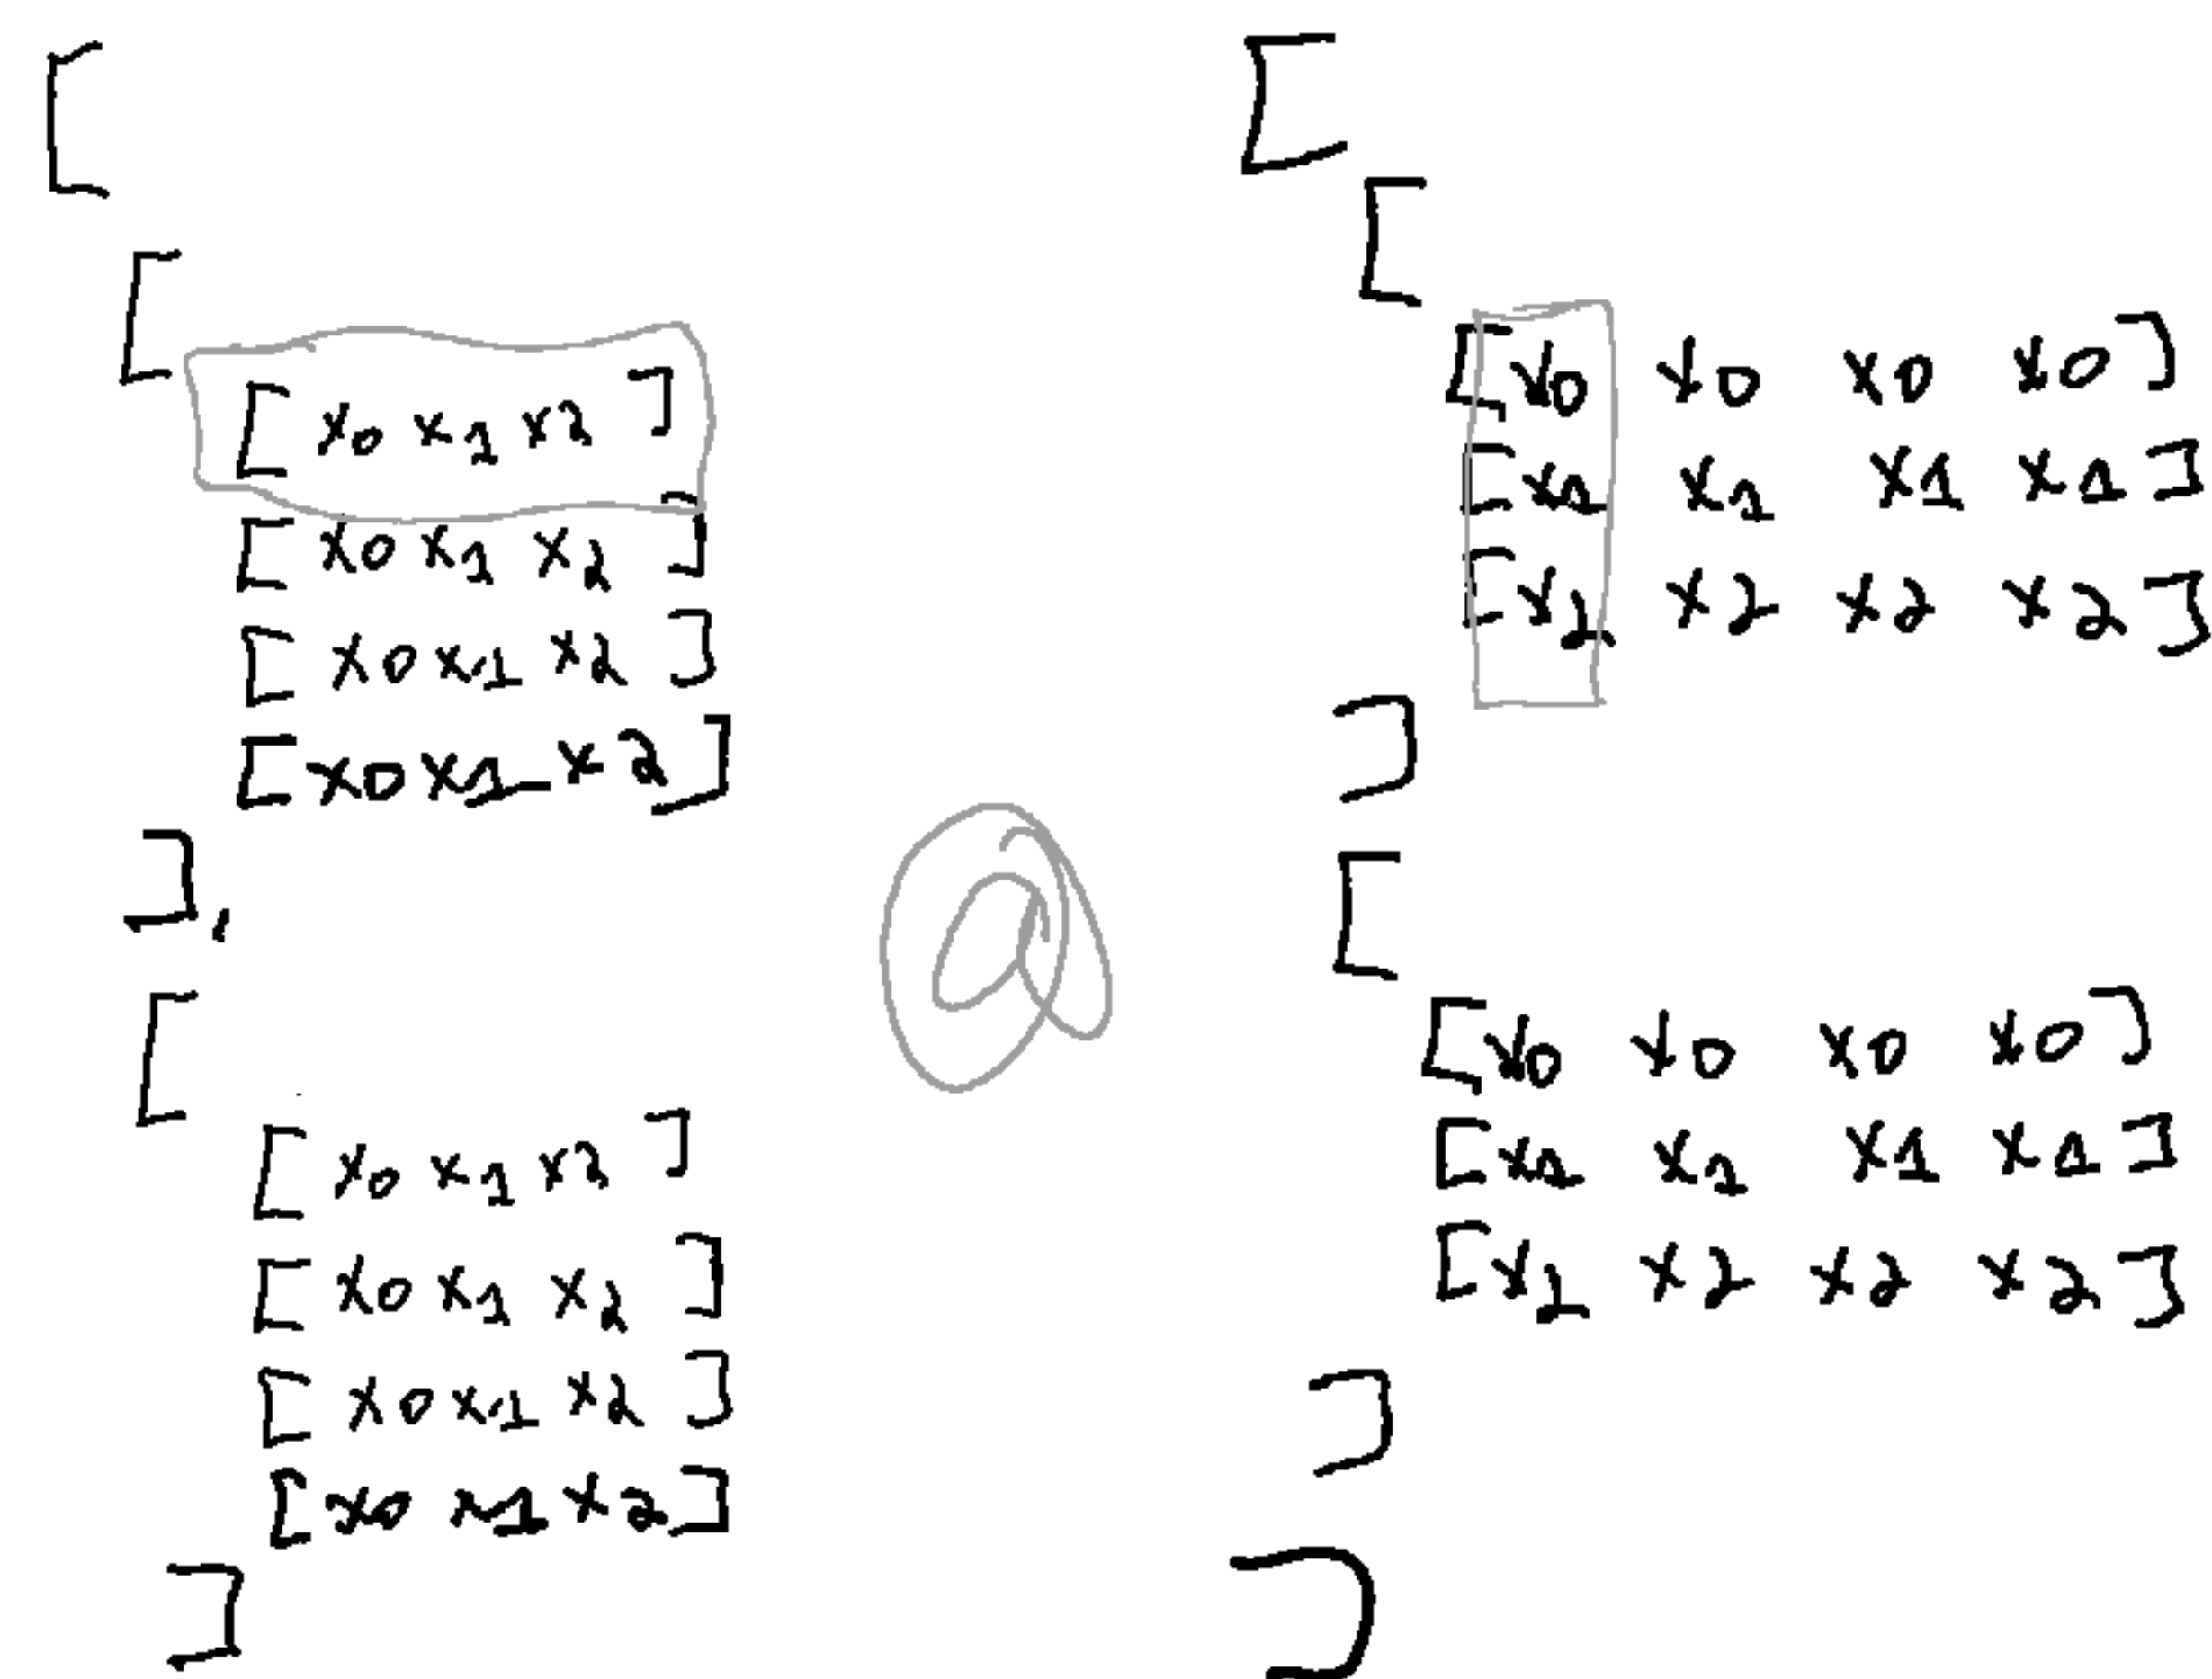 [
[
[ x0 x1 x2 ]
[ x0 x1 x2 ]
[ x0 x1 x2 ]
[ x0 x1 x2 ]
],
[
[ x0 x1 x2 ]
[ x0 x1 x2 ]
[ x0 x1 x2 ]
[ x0 x1 x2 ]
]
@
[
[
[ x0 x0 x0 x0 ]
[ x1 x1 x1 x1 ]
[ x2 x2 x2 x2 ]
]
[
[ x0 x0 x0 x0 ]
[ x1 x1 x1 x1 ]
[ x2 x2 x2 x2 ]
]
]